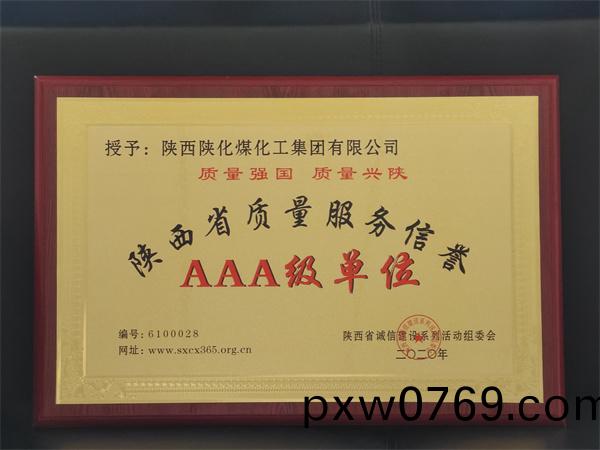 授予：陕西陕化煤化工集团有限公司
质量强国 质量兴陕
陕西省质量服务信誉
AAA级单位
编号：6100028
网址：www.sxcx365.org.cn
陕西省诚信建设系列活动组委会
二〇二〇年
pxw0769.com